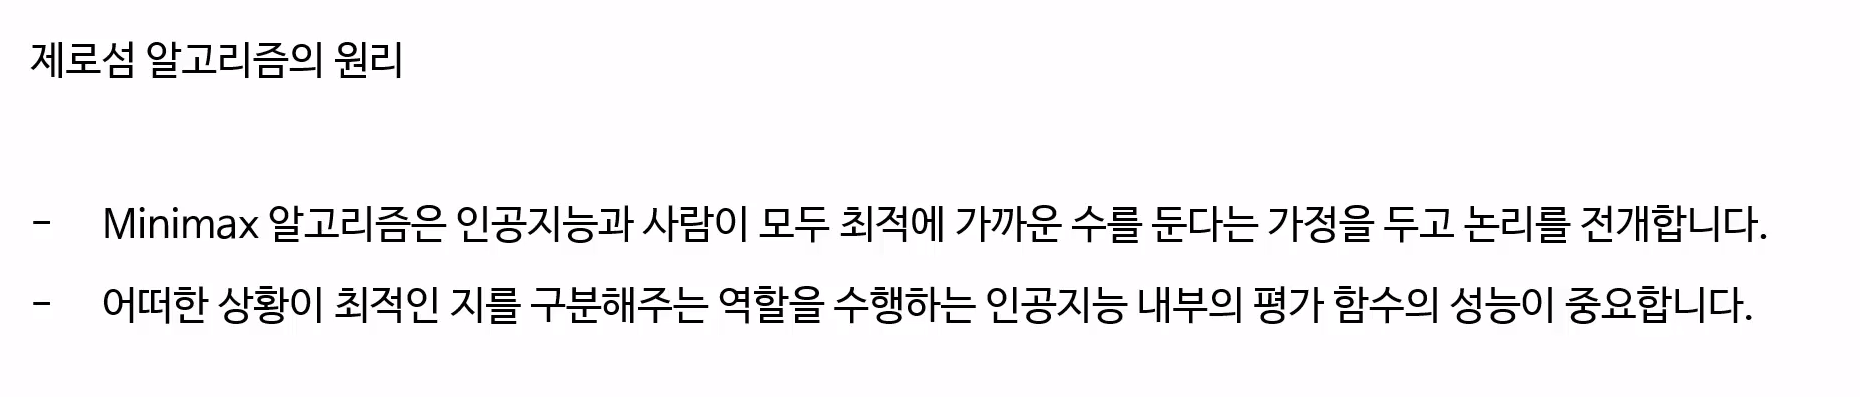 제로섬 알고리즘의 원리
- Minimax 알고리즘은 인공지능과 사람이 모두 최적에 가까운 수를 둔다는 가정을 두고 논리를 전개합니다.
- 어떠한 상황이 최적인 지를 구분해주는 역할을 수행하는 인공지능 내부의 평가 함수의 성능이 중요합니다.